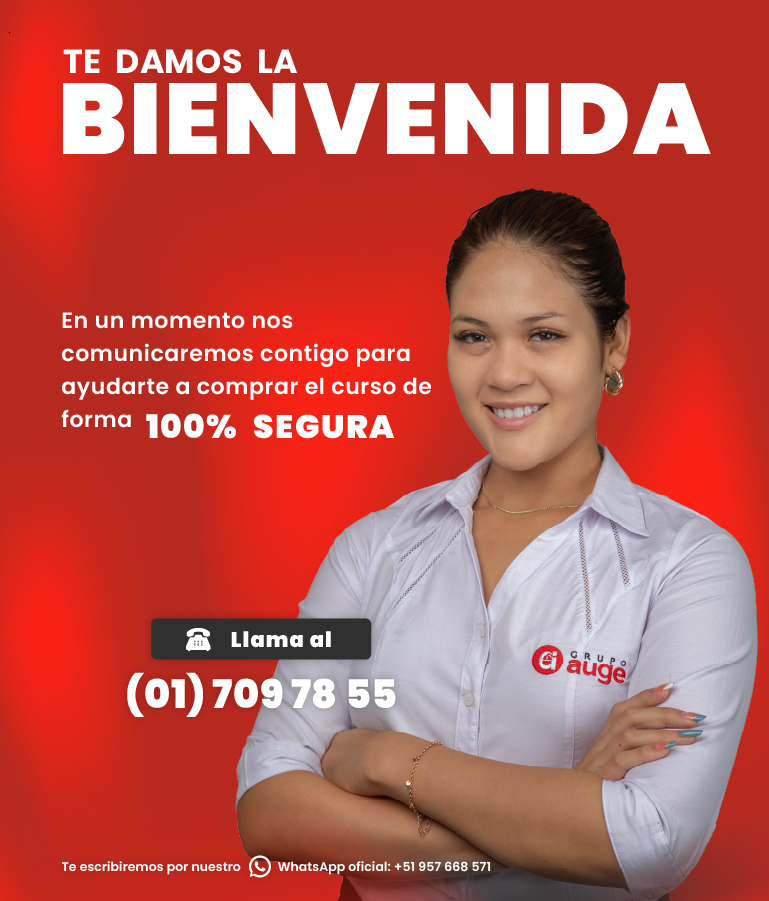 TE DAMOS LA
BIENVENIDA
En un momento nos
comunicaremos contigo para
ayudarte a comprar el curso de
forma 100% SEGURA
GRUPO
auge
Llama al
(01) 709 78 55
Te escribiremos por nuestro WhatsApp oficial: +51 957 668 571